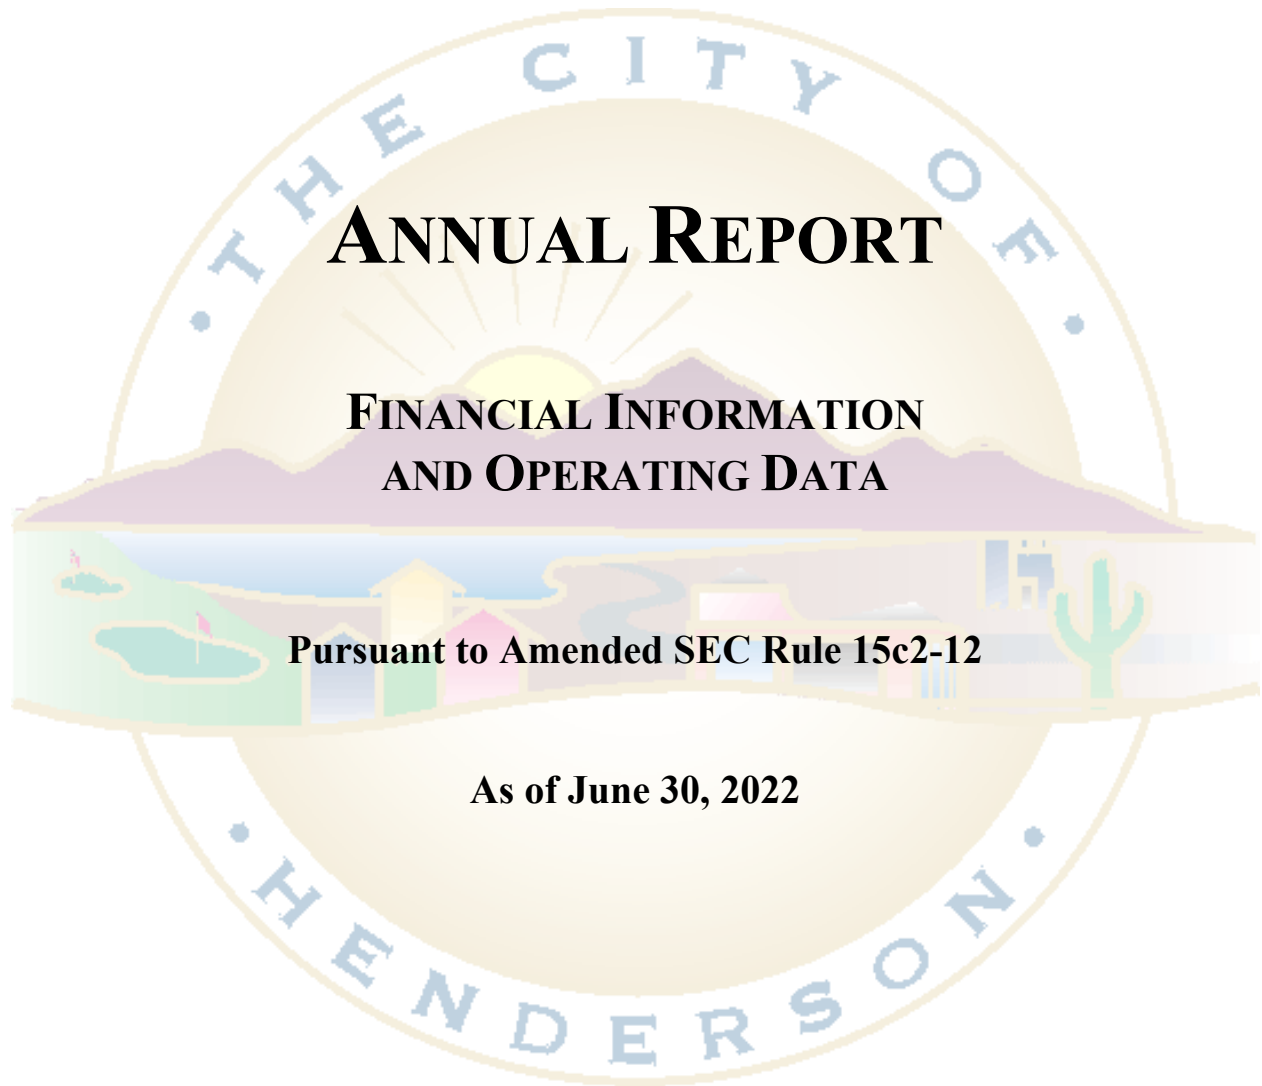 THE CITY OF
ANNUAL REPORT
FINANCIAL INFORMATION
AND OPERATING DATA
Pursuant to Amended SEC Rule 15c2-12
As of June 30, 2022
HENDERSON